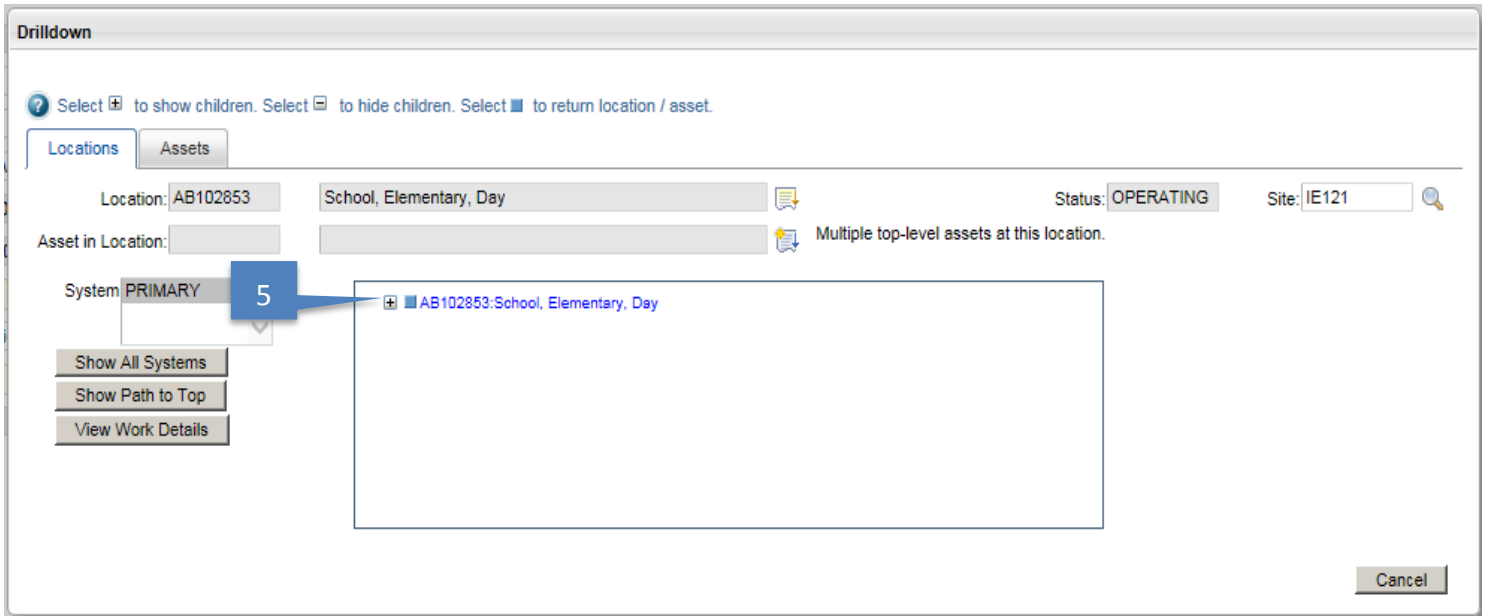 Drilldown
Select to show children. Select to hide children. Select to return location / asset.
Locations Assets
Location: AB102853 School, Elementary, Day Status: OPERATING Site: IE121
Asset in Location: Multiple top-level assets at this location.
System PRIMARY 5
AB102853:School, Elementary, Day
Show All Systems
Show Path to Top
View Work Details
Cancel